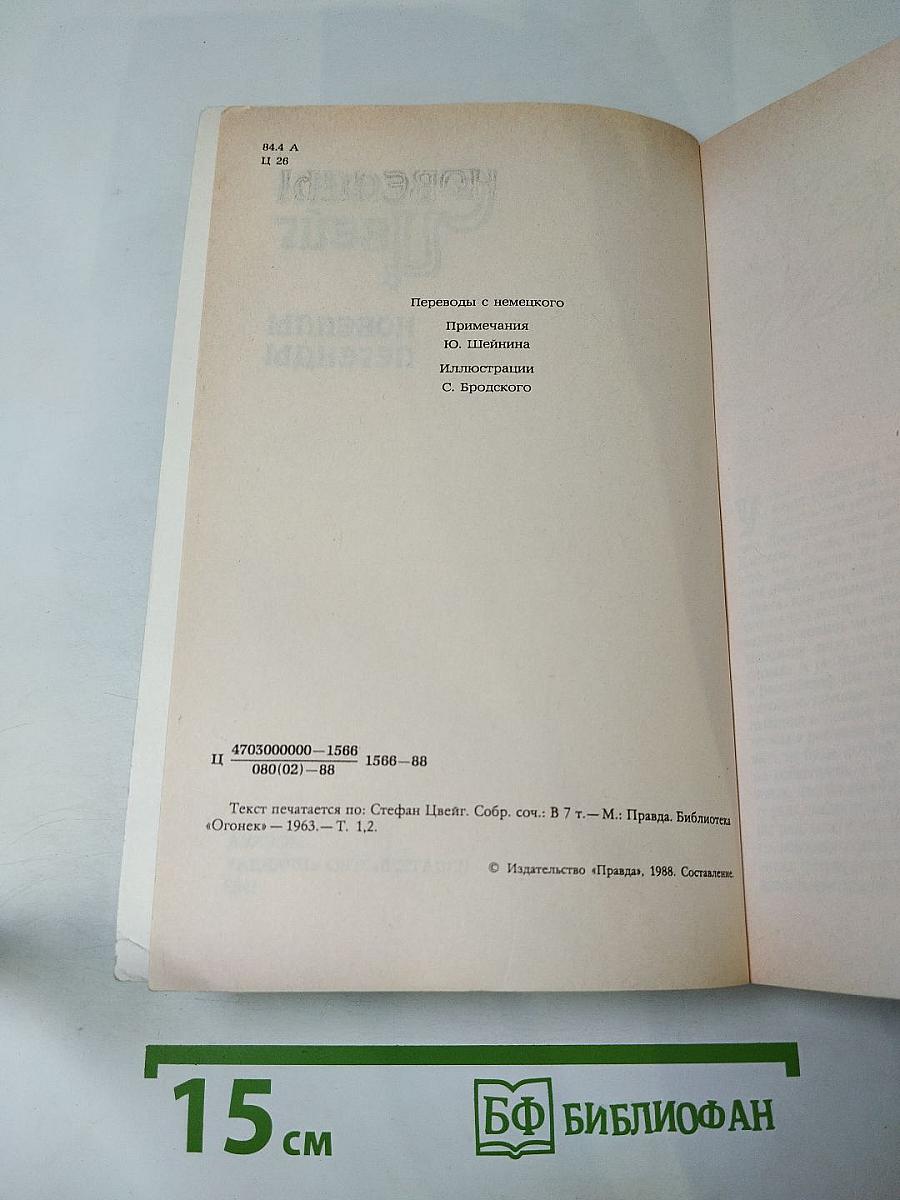 84.4 А
Ц 26
Переводы с немецкого
Примечания
Ю. Шейнина
Иллюстрации
С. Бродского
Ц 4703000000—1566 1566—88
080(02)—88
Текст печатается по: Стефан Цвейг. Собр. соч.: В 7 т.— М.: Правда. Библиотека
«Огонек» — 1963.— Т. 1,2.
© Издательство «Правда», 1988. Составление.
15 см
БФ БИБЛИОФАН